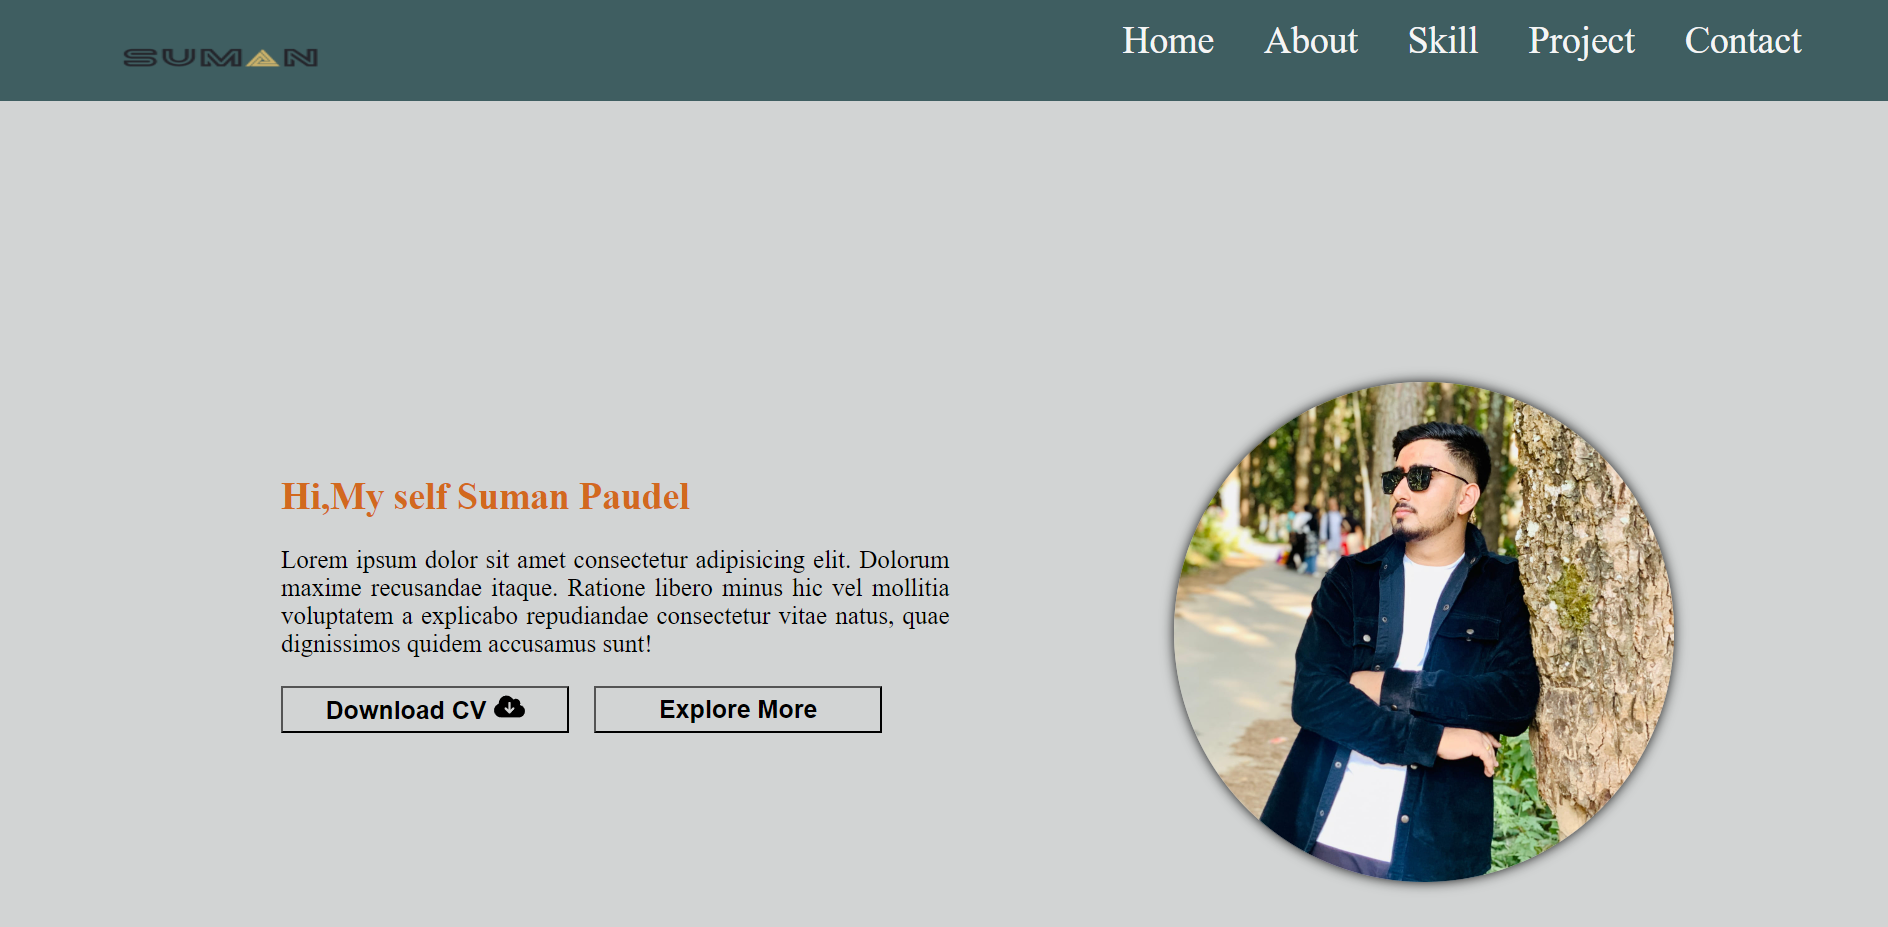 SUMAN
Home About Skill Project Contact
Hi,My self Suman Paudel
Lorem ipsum dolor sit amet consectetur adipisicing elit. Dolorum
maxime recusandae itaque. Ratione libero minus hic vel mollitia
voluptatem a explicabo repudiandae consectetur vitae natus, quae
dignissimos quidem accusamus sunt!
Download CV
Explore More